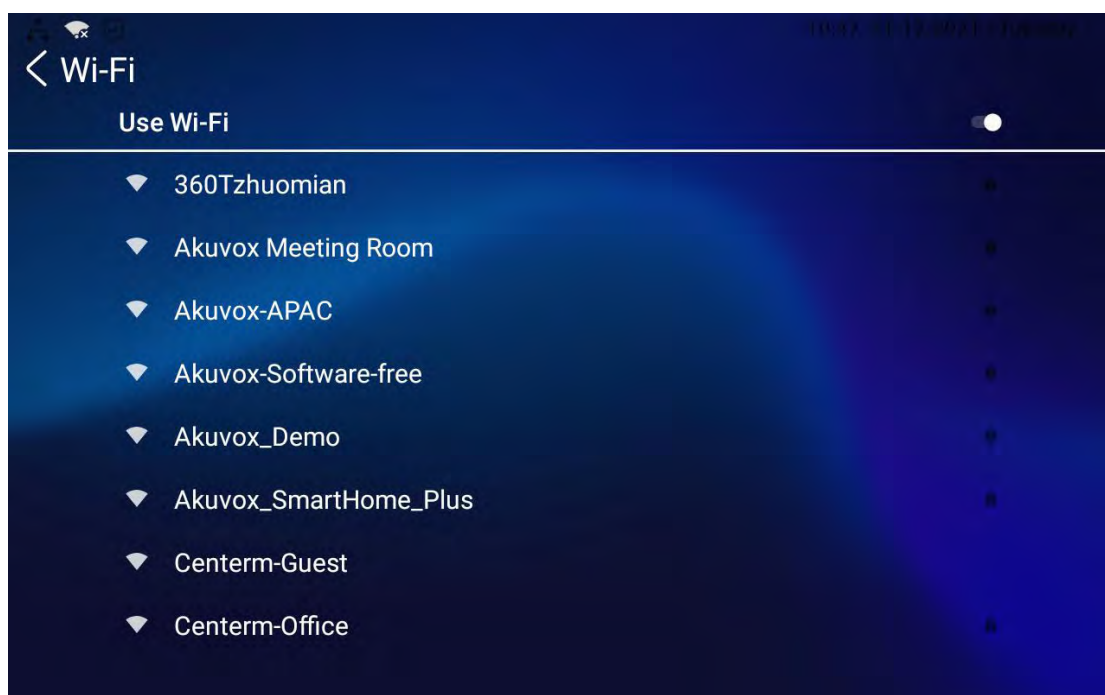 Wi-Fi
Use Wi-Fi
360Tzhuomian
Akuvox Meeting Room
Akuvox-APAC
Akuvox-Software-free
Akuvox_Demo
Akuvox_SmartHome_Plus
Centerm-Guest
Centerm-Office